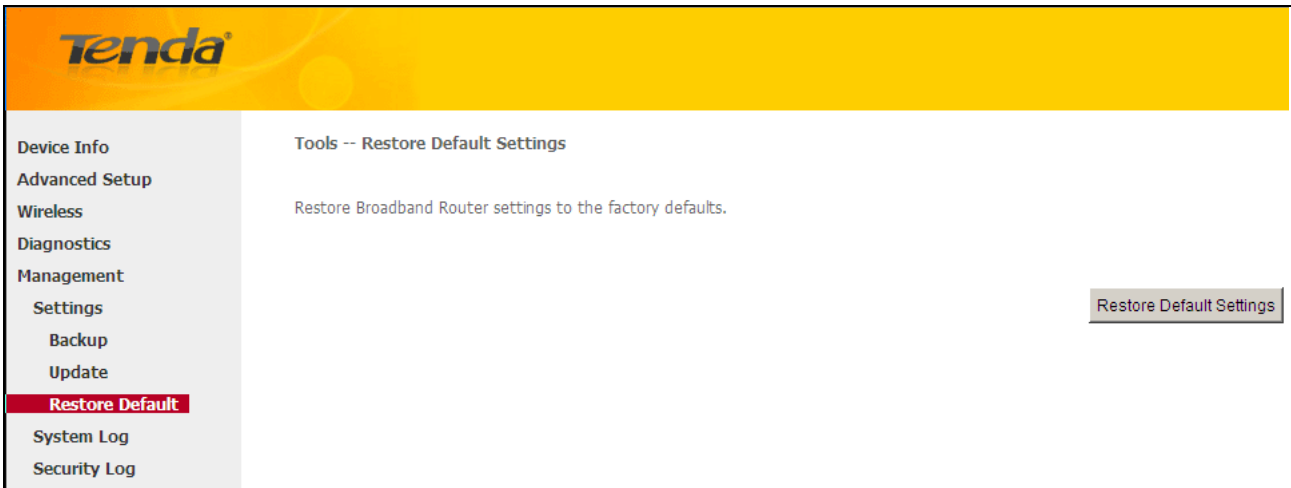 Tenda®
Device Info
Advanced Setup
Wireless
Diagnostics
Management
Settings
Backup
Update
Restore Default
System Log
Security Log
Tools -- Restore Default Settings
Restore Broadband Router settings to the factory defaults.
Restore Default Settings